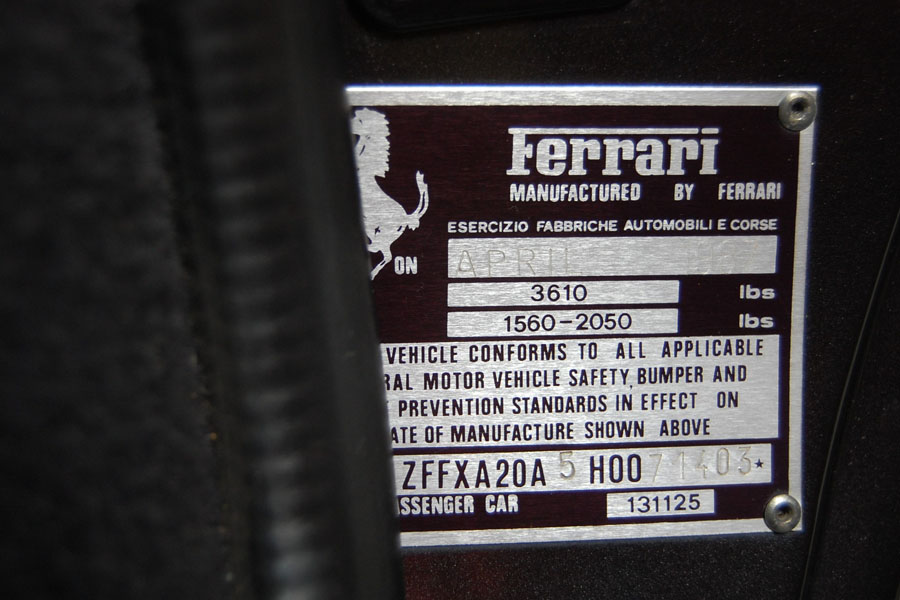 Ferrari
MANUFACTURED BY FERRARI
ESERCIZIO FABBRICHE AUTOMOBILI E CORSE
ON APRIL
3610 lbs
1560-2050 lbs
VEHICLE CONFORMS TO ALL APPLICABLE
RAL MOTOR VEHICLE SAFETY, BUMPER AND
PREVENTION STANDARDS IN EFFECT ON
ATE OF MANUFACTURE SHOWN ABOVE
ZFFXA20A 5 H0071403*
ASSENGER CAR 131125